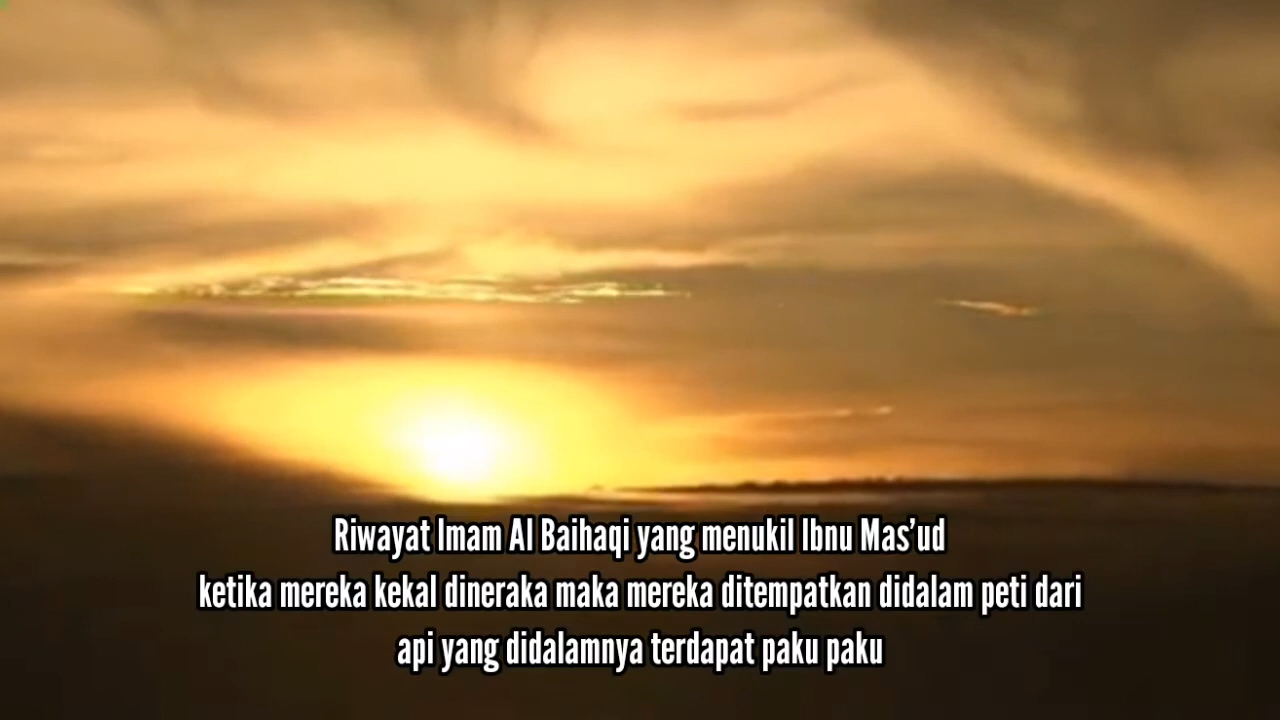 Riwayat Imam Al Baihaqi yang menukil Ibnu Mas'ud
ketika mereka kekal dineraka maka mereka ditempatkan didalam peti dari
api yang didalamnya terdapat paku paku